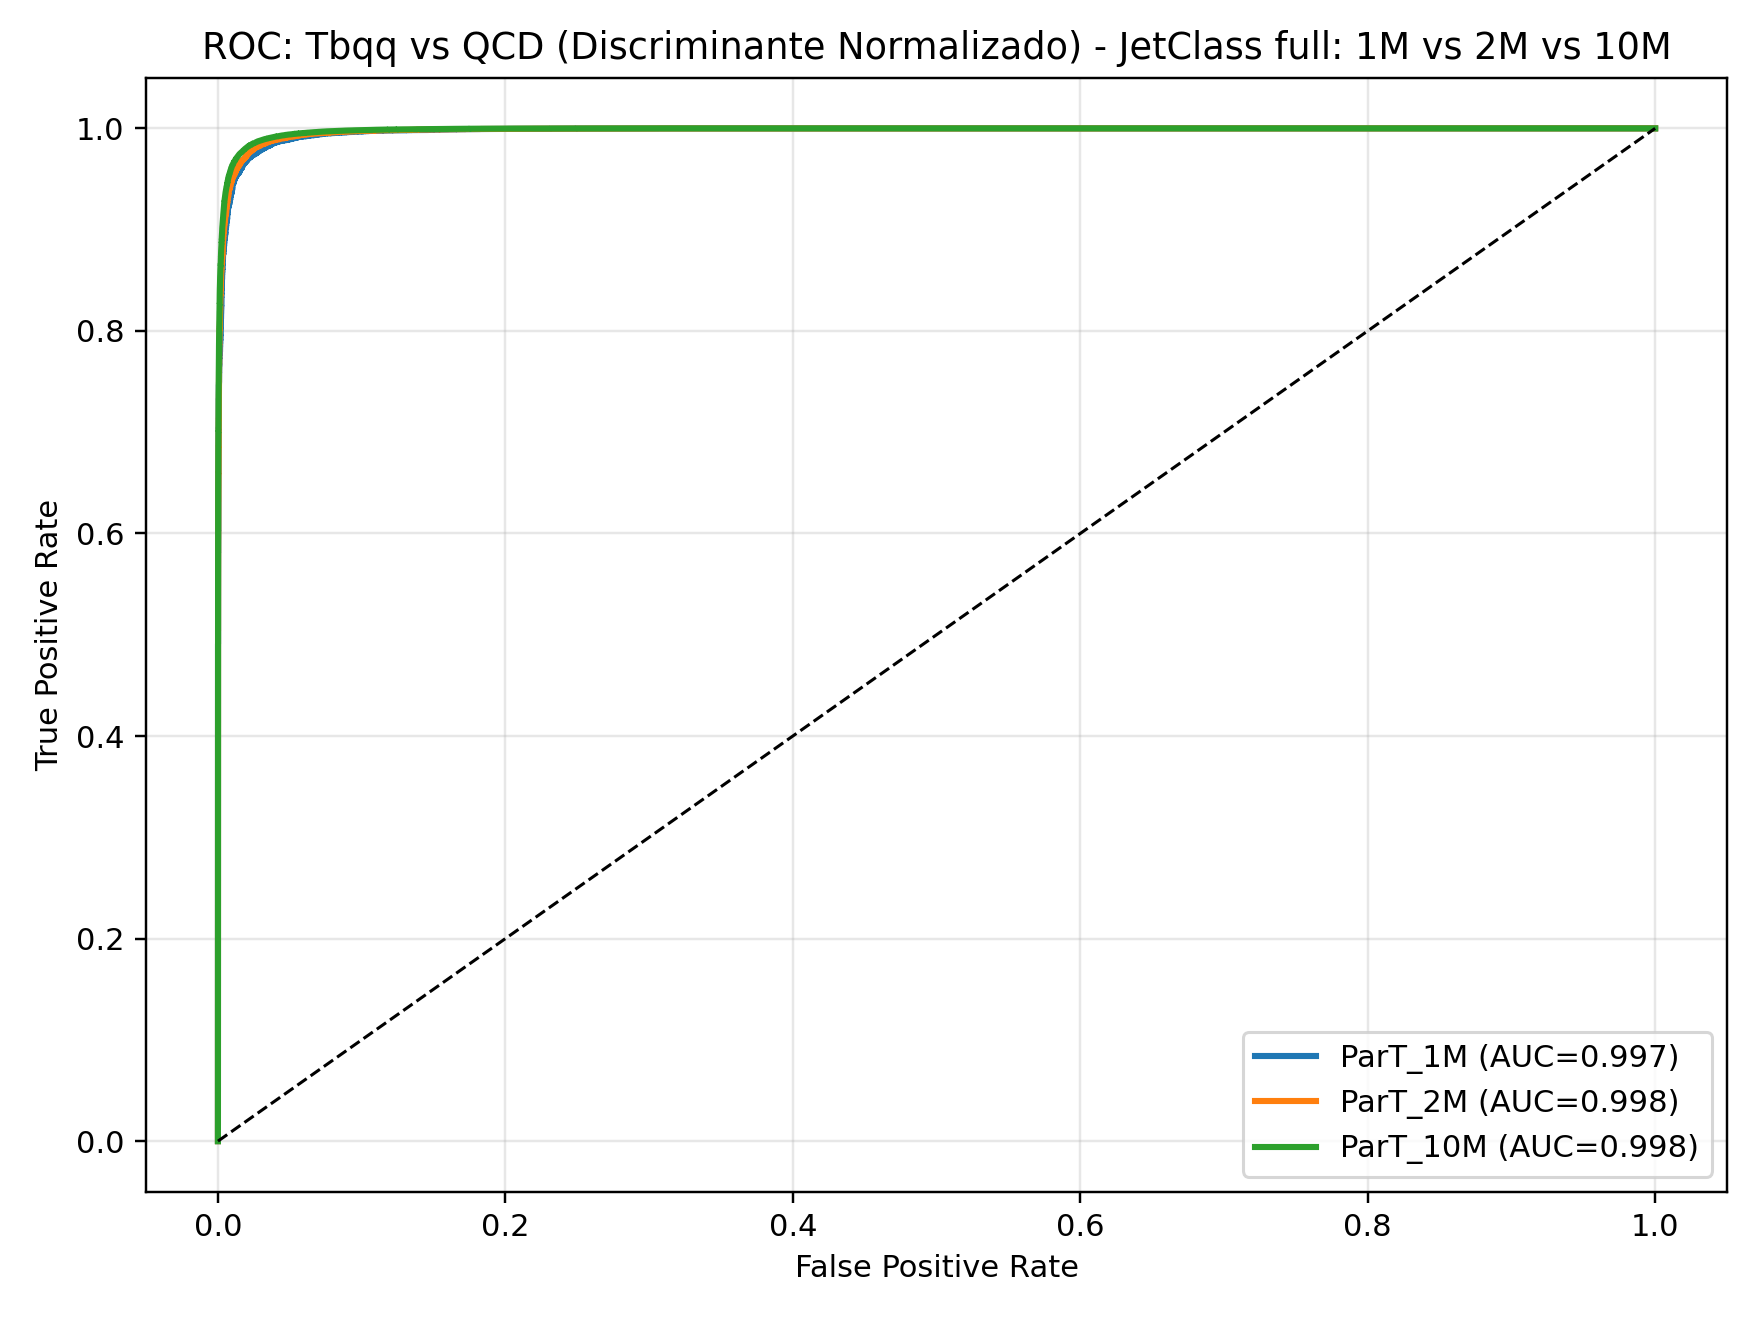 ROC: Tbqq vs QCD (Discriminante Normalizado) - JetClass full: 1M vs 2M vs 10M
1.0
0.8
0.6
0.4
0.2
0.0
True Positive Rate
ParT_1M (AUC=0.997)
ParT_2M (AUC=0.998)
ParT_10M (AUC=0.998)
0.0 0.2 0.4 0.6 0.8 1.0
False Positive Rate